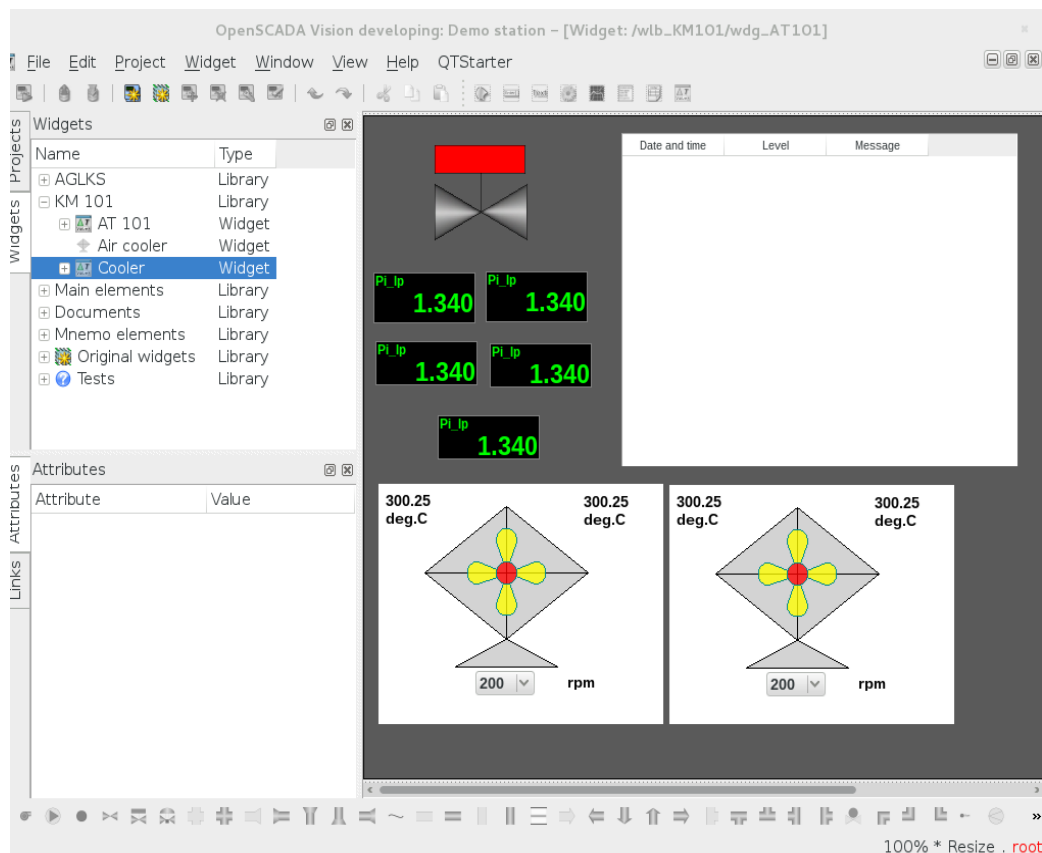 OpenSCADA Vision developing: Demo station – [Widget: /wlb_KM101/wdg_AT101]
File Edit Project Widget Window View Help QTStarter
Projects
Widgets
Widgets
Name Type
AGLKS Library
KM 101 Library
AT 101 Widget
Air cooler Widget
Cooler Widget
Main elements Library
Documents Library
Mnemo elements Library
Original widgets Library
Tests Library
Attributes
Links
Attributes
Attribute Value
Date and time Level Message
Pi_lp
1.340
Pi_lp
1.340
Pi_lp
1.340
Pi_lp
1.340
Pi_lp
1.340
300.25
deg.C
300.25
deg.C
200 rpm
300.25
deg.C
300.25
deg.C
200 rpm
100% * Resize . root